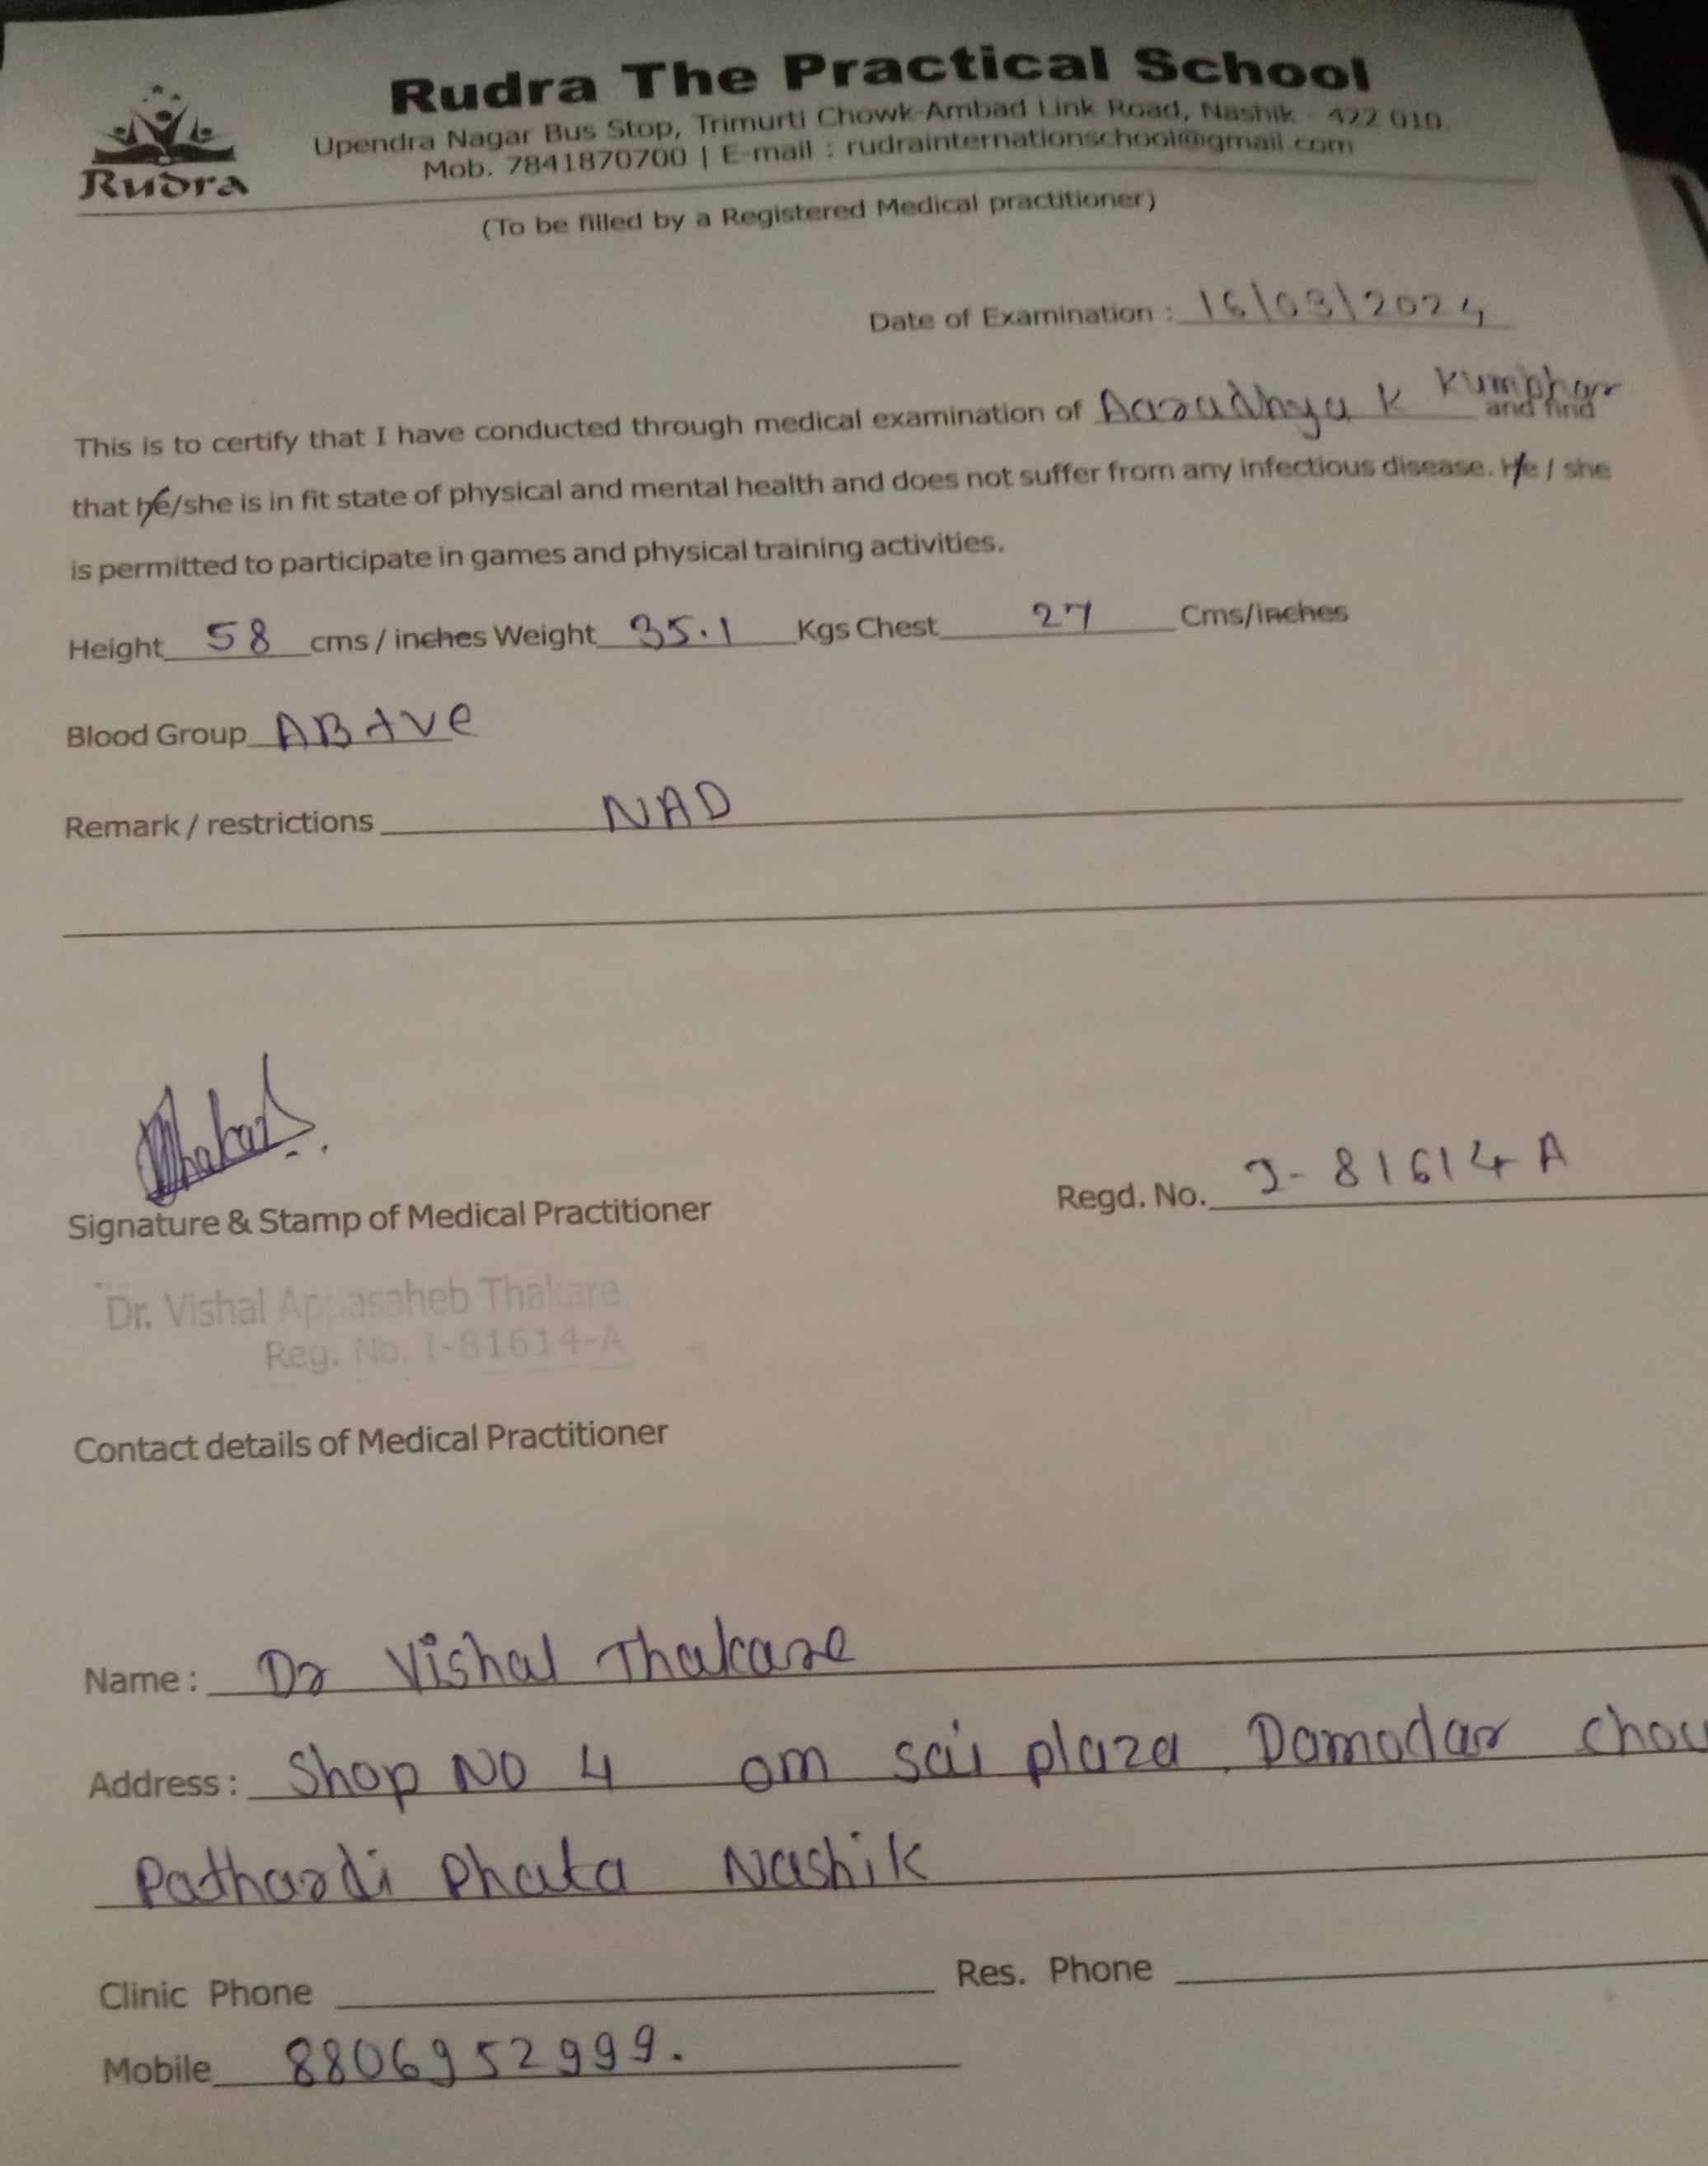 Rudra The Practical School
Upendra Nagar Bus Stop, Trimurti Chowk-Ambad Link Road, Nashik - 422 010.
Rudra
Mob. 7841870700 | E-mail : rudrainternationschool@gmail.com
(To be filled by a Registered Medical practitioner)
Date of Examination : 16/03/2024
This is to certify that I have conducted through medical examination of Aaradhya K Kumbhar and find
that he/she is in fit state of physical and mental health and does not suffer from any infectious disease. He / she
is permitted to participate in games and physical training activities.
Height 58 cms / inches Weight 35.1 Kgs Chest 27 Cms/inches
Blood Group AB +ve
Remark / restrictions NAD
Signature & Stamp of Medical Practitioner
Regd. No. I-81614 A
Dr. Vishal Appasaheb Thakare
Reg. No. I-81614-A
Contact details of Medical Practitioner
Name : Dr Vishal Thakare
Address : Shop NO 4 om sai plaza, Damodar chow
Pathardi Phata Nashik
Clinic Phone Res. Phone
Mobile 8806952999.